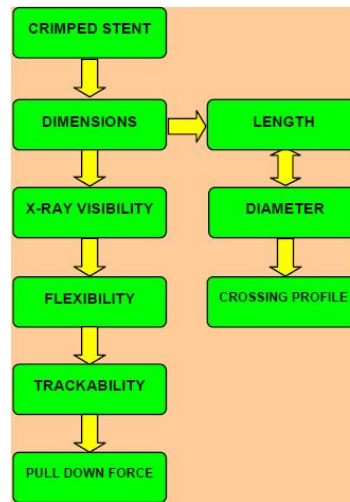 CRIMPED STENT
DIMENSIONS
LENGTH
X-RAY VISIBILITY
DIAMETER
FLEXIBILITY
CROSSING PROFILE
TRACKABILITY
PULL DOWN FORCE